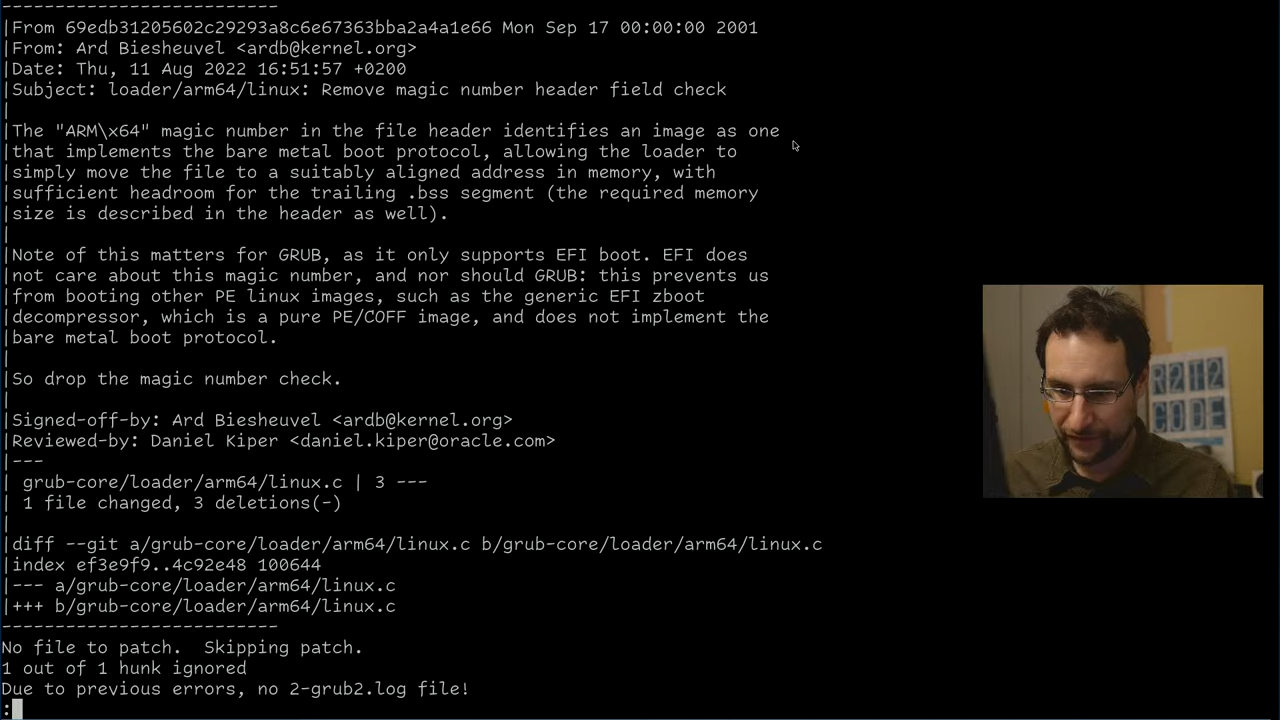 --------------------------
|From 69edb31205602c29293a8c6e67363bba2a4a1e66 Mon Sep 17 00:00:00 2001
|From: Ard Biesheuvel <ardb@kernel.org>
|Date: Thu, 11 Aug 2022 16:51:57 +0200
|Subject: loader/arm64/linux: Remove magic number header field check
|
|The "ARM\x64" magic number in the file header identifies an image as one
|that implements the bare metal boot protocol, allowing the loader to
|simply move the file to a suitably aligned address in memory, with
|sufficient headroom for the trailing .bss segment (the required memory
|size is described in the header as well).
|
|Note of this matters for GRUB, as it only supports EFI boot. EFI does
|not care about this magic number, and nor should GRUB: this prevents us
|from booting other PE linux images, such as the generic EFI zboot
|decompressor, which is a pure PE/COFF image, and does not implement the
|bare metal boot protocol.
|
|So drop the magic number check.
|
|Signed-off-by: Ard Biesheuvel <ardb@kernel.org>
|Reviewed-by: Daniel Kiper <daniel.kiper@oracle.com>
|---
| grub-core/loader/arm64/linux.c | 3 ---
| 1 file changed, 3 deletions(-)
|
|diff --git a/grub-core/loader/arm64/linux.c b/grub-core/loader/arm64/linux.c
|index ef3e9f9..4c92e48 100644
|--- a/grub-core/loader/arm64/linux.c
|+++ b/grub-core/loader/arm64/linux.c
--------------------------
No file to patch.  Skipping patch.
1 out of 1 hunk ignored
Due to previous errors, no 2-grub2.log file!
:
R2T2
CODE